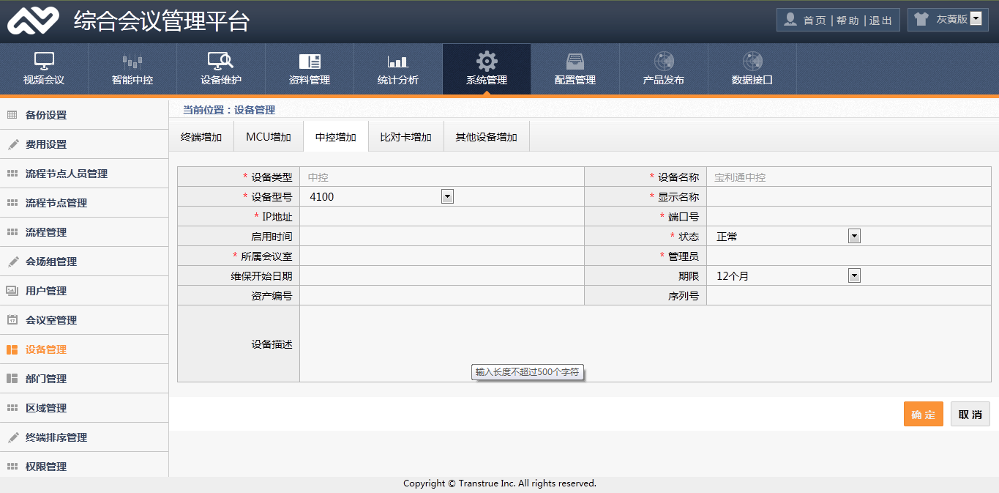 综合会议管理平台
首页 | 帮助 | 退出
灰黄版
视频会议 智能中控 设备维护 资料管理 统计分析 系统管理 配置管理 产品发布 数据接口
备份设置
费用设置
流程节点人员管理
流程节点管理
流程管理
会场组管理
用户管理
会议室管理
设备管理
部门管理
区域管理
终端排序管理
权限管理
当前位置：设备管理
终端增加 MCU增加 中控增加 比对卡增加 其他设备增加
* 设备类型 中控 * 设备名称 宝利通中控
* 设备型号 4100 * 显示名称
* IP地址 * 端口号
启用时间 * 状态 正常
* 所属会议室 * 管理员
维保开始日期 期限 12个月
资产编号 序列号
设备描述
输入长度不超过500个字符
确 定 取 消
Copyright © Transtrue Inc. All rights reserved.